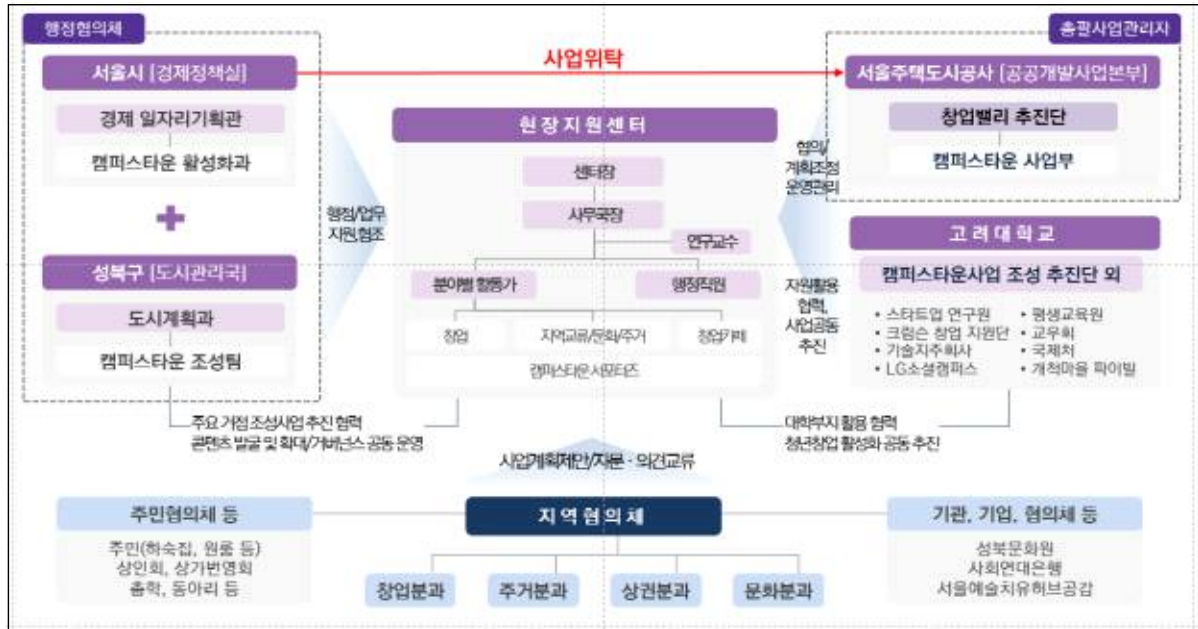 행정협의체
총괄사업관리자
서울시 [경제정책실]
사업위탁
서울주택도시공사 [공공개발사업본부]
경제 일자리기획관
캠퍼스타운 활성화과
창업밸리 추진단
캠퍼스타운 사업부
현장지원센터
센터장
사무국장
연구교수
분야별 활동가
행정직원
창업
지역교류/문화/주거
창업카페
캠퍼스타운 서포터즈
행정/업무
지원,협조
협의/
계획조정
운영관리
성북구 [도시관리국]
도시계획과
캠퍼스타운 조성팀
자원활용
협력,
사업공동
추진
고려대학교
캠퍼스타운사업 조성 추진단 외
• 스타트업 연구원
• 크림슨 창업 지원단
• 기술지주회사
• LG소셜캠퍼스
• 평생교육원
• 교우회
• 국제처
• 개척마을 파이빌
주요 거점 조성사업 추진 협력
콘텐츠 발굴 및 확대/거버넌스 공동 운영
대학부지 활용 협력
청년창업 활성화 공동 추진
사업계획제안/자문 · 의견교류
주민협의체 등
주민(하숙집, 원룸 등)
상인회, 상가번영회
총학, 동아리 등
지역협의체
창업분과
주거분과
상권분과
문화분과
기관, 기업, 협의체 등
성북문화원
사회연대은행
서울예술치유허브공감